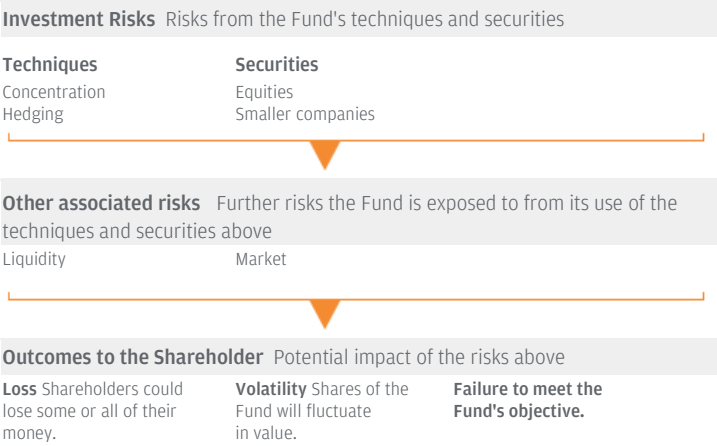 Investment Risks Risks from the Fund's techniques and securities
Techniques Securities
Concentration Equities
Hedging Smaller companies
Other associated risks Further risks the Fund is exposed to from its use of the
techniques and securities above
Liquidity Market
Outcomes to the Shareholder Potential impact of the risks above
Loss Shareholders could
lose some or all of their
money.
Volatility Shares of the
Fund will fluctuate
in value.
Failure to meet the
Fund's objective.